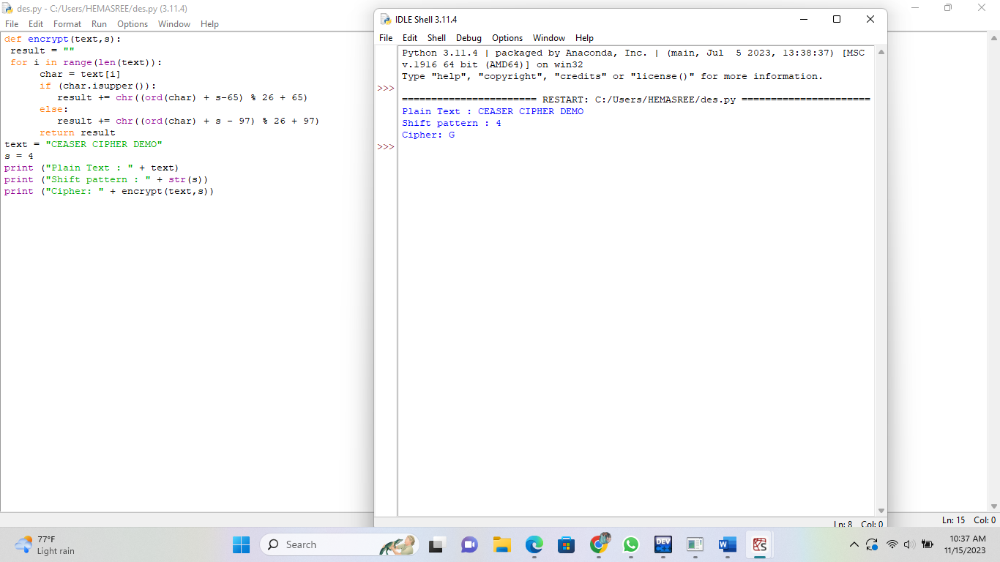 des.py - C:/Users/HEMASREE/des.py (3.11.4)
File Edit Format Run Options Window Help
def encrypt(text,s):
 result = ""
 for i in range(len(text)):
      char = text[i]
      if (char.isupper()):
         result += chr((ord(char) + s-65) % 26 + 65)
      else:
         result += chr((ord(char) + s - 97) % 26 + 97)
      return result
text = "CEASER CIPHER DEMO"
s = 4
print ("Plain Text : " + text)
print ("Shift pattern : " + str(s))
print ("Cipher: " + encrypt(text,s))
IDLE Shell 3.11.4
File Edit Shell Debug Options Window Help
Python 3.11.4 | packaged by Anaconda, Inc. | (main, Jul  5 2023, 13:38:37) [MSC
v.1916 64 bit (AMD64)] on win32
Type "help", "copyright", "credits" or "license()" for more information.
>>>
======================= RESTART: C:/Users/HEMASREE/des.py ======================
Plain Text : CEASER CIPHER DEMO
Shift pattern : 4
Cipher: G
>>>
Ln: 8 Col: 0
Ln: 15 Col: 0
77°F
Light rain
Search
DEV
10:37 AM
11/15/2023